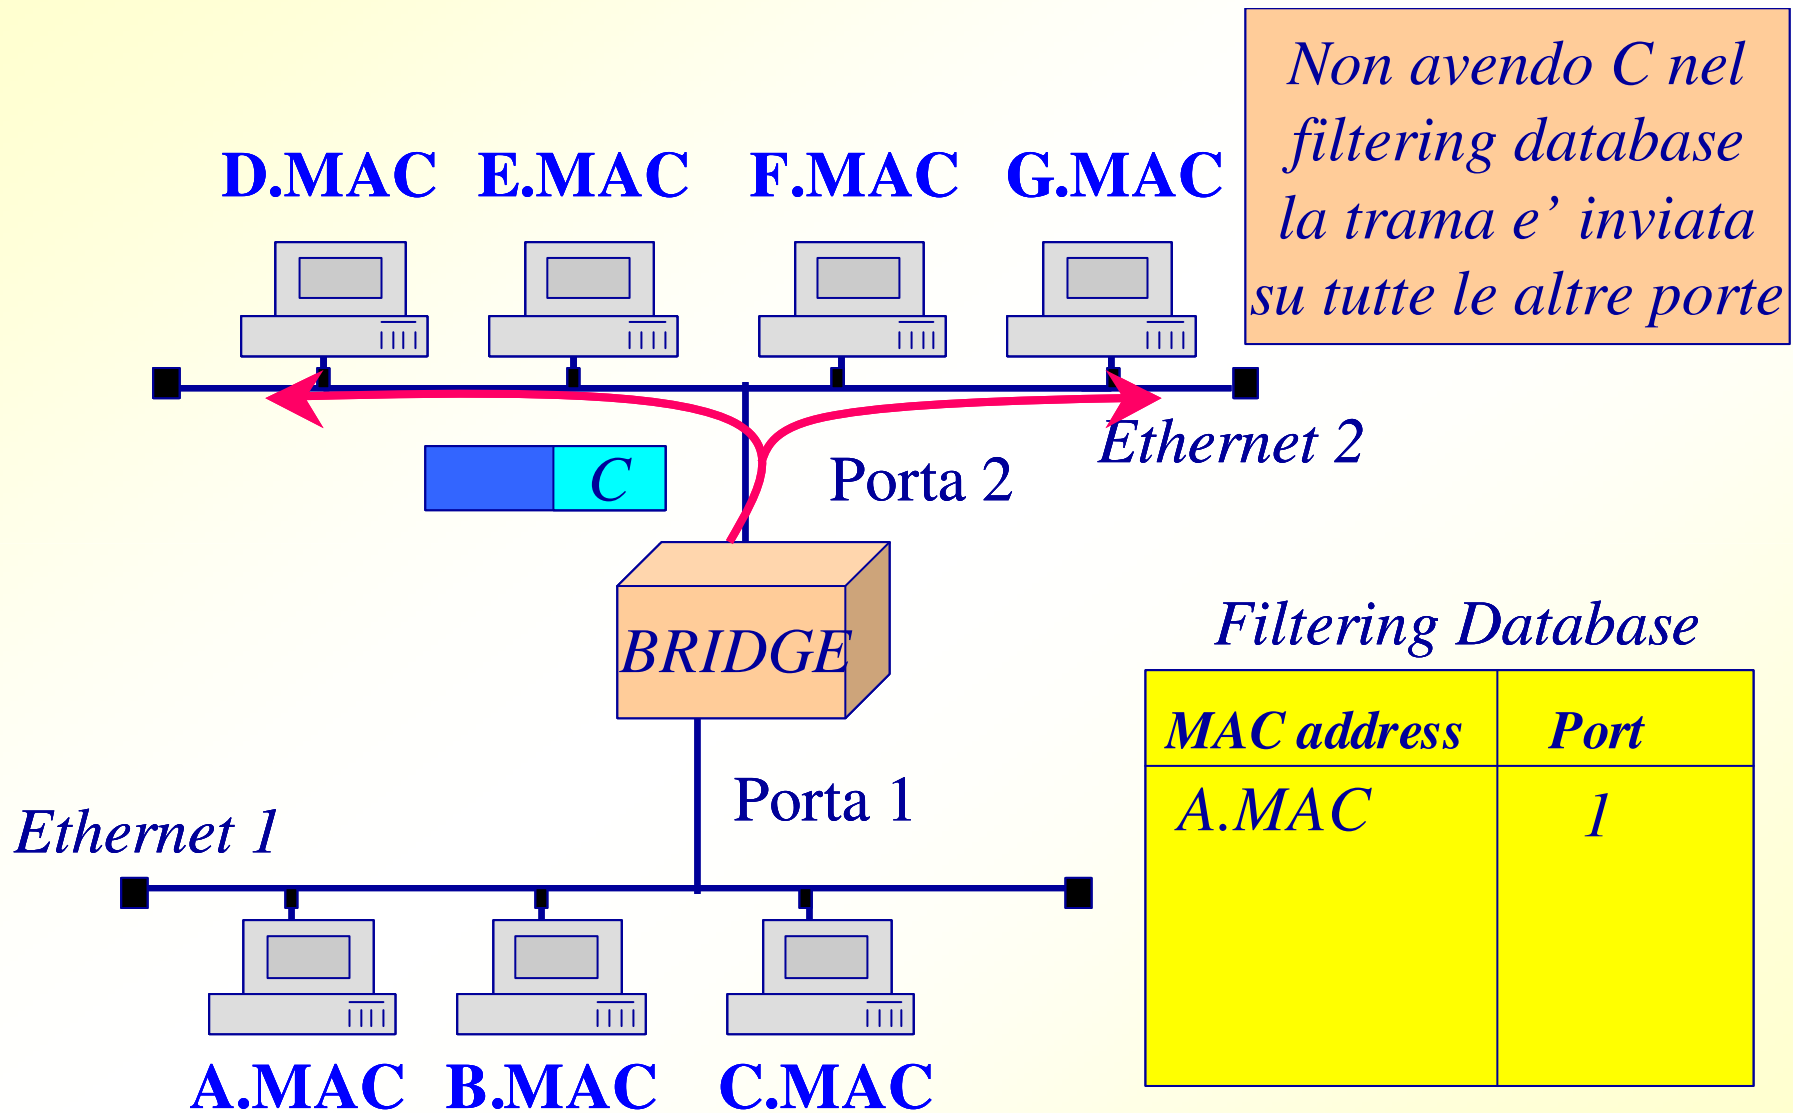 Non avendo C nel
filtering database
la trama e’ inviata
su tutte le altre porte
D.MAC E.MAC F.MAC G.MAC
Ethernet 2
C
Porta 2
BRIDGE
Filtering Database
MAC address Port
A.MAC 1
Porta 1
Ethernet 1
A.MAC B.MAC C.MAC